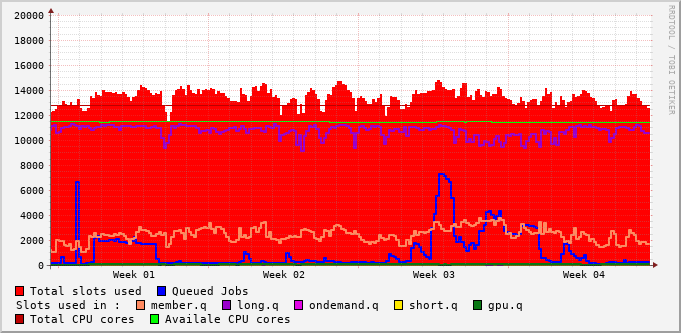 20000
18000
16000
14000
12000
10000
8000
6000
4000
2000
0
Week 01 Week 02 Week 03 Week 04
RRDTOOL / TOBI OETIKER
Total slots used Queued Jobs
Slots used in : member.q long.q ondemand.q short.q gpu.q
Total CPU cores Availale CPU cores